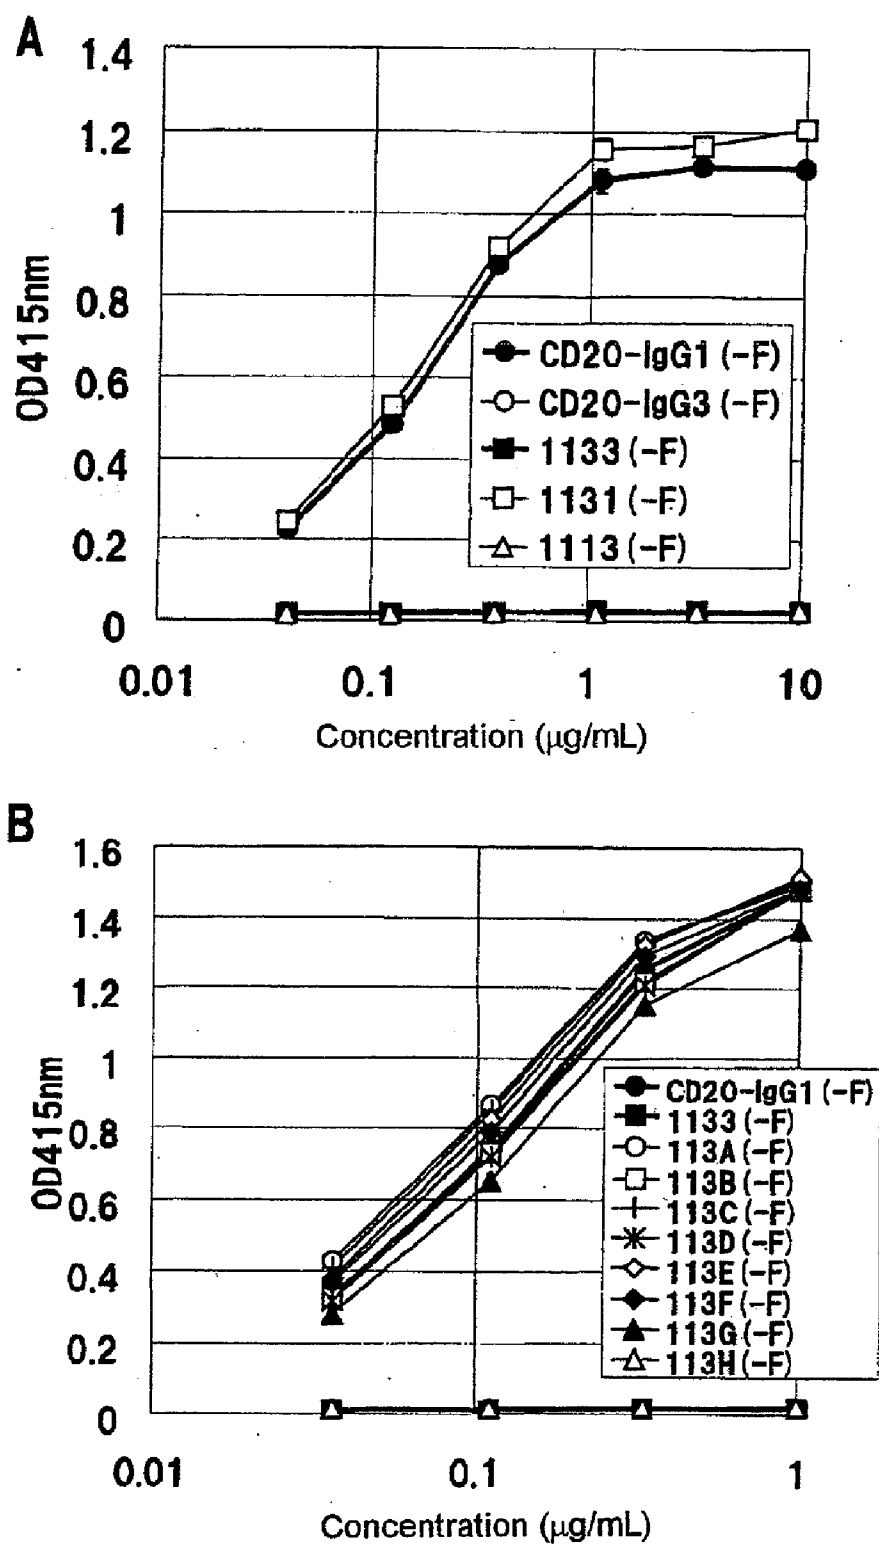 A
1.4
1.2
1
0.8
0.6
0.4
0.2
0
OD415nm
CD20-IgG1 (-F)
CD20-IgG3 (-F)
1133 (-F)
1131 (-F)
1113 (-F)
0.01 0.1 1 10
Concentration (μg/mL)
B
1.6
1.4
1.2
1
0.8
0.6
0.4
0.2
0
OD415nm
CD20-IgG1 (-F)
1133 (-F)
113A (-F)
113B (-F)
113C (-F)
113D (-F)
113E (-F)
113F (-F)
113G (-F)
113H (-F)
0.01 0.1 1
Concentration (μg/mL)